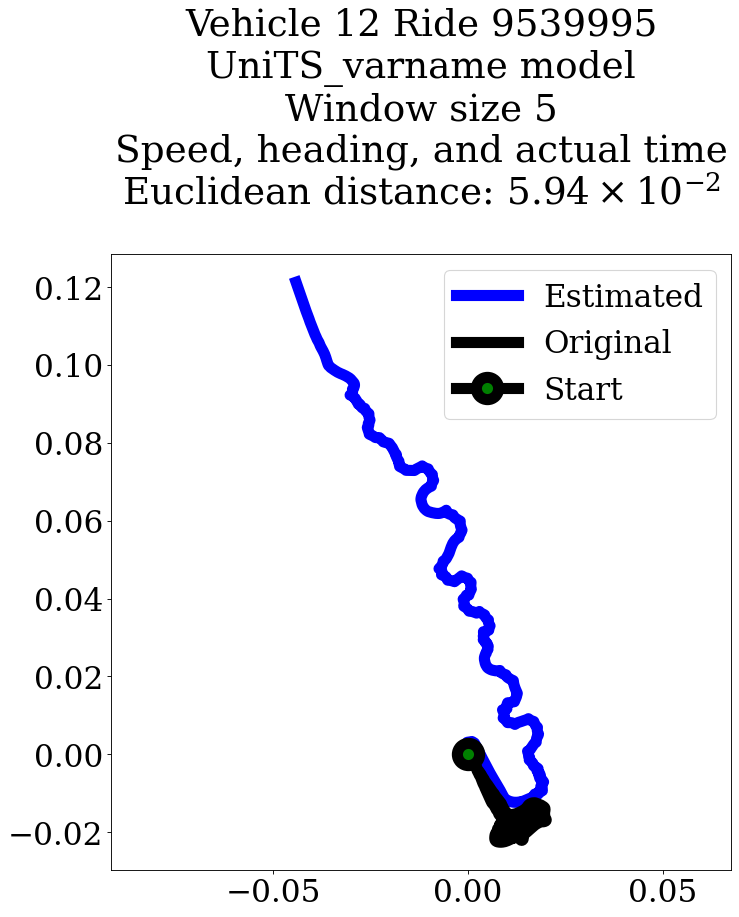 Vehicle 12 Ride 9539995
UniTS_varname model
Window size 5
Speed, heading, and actual time
Euclidean distance: 5.94 × 10⁻²
Estimated
Original
Start
0.12
0.10
0.08
0.06
0.04
0.02
0.00
−0.02
−0.05
0.00
0.05